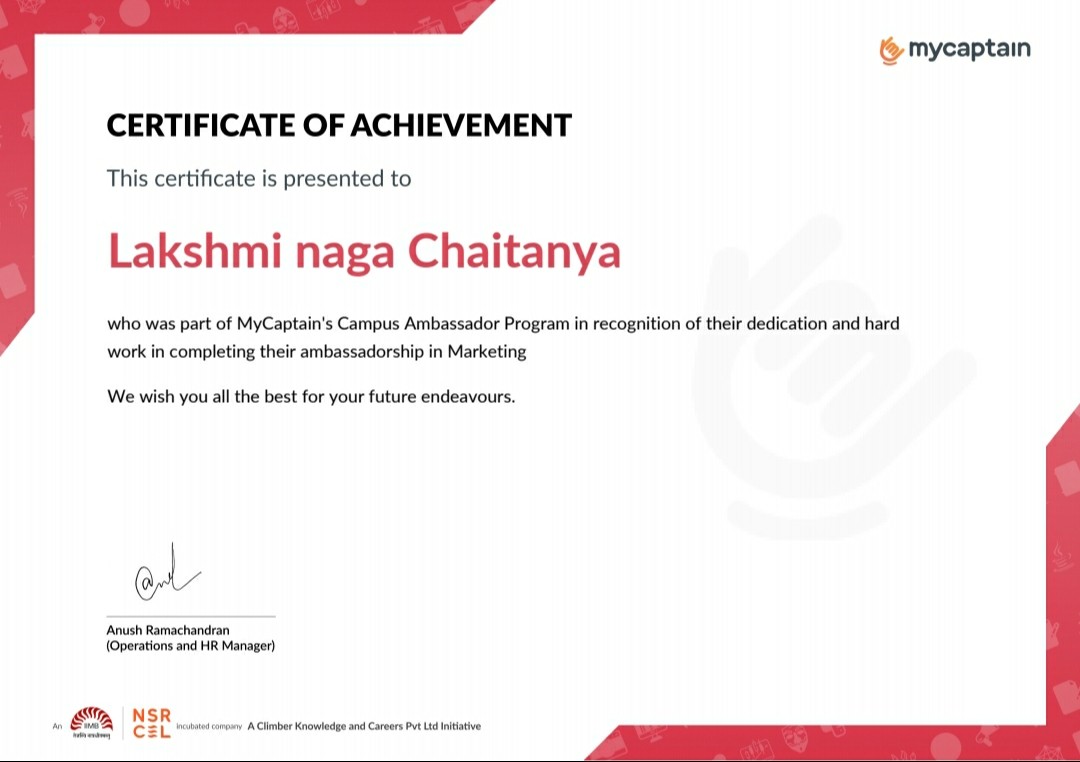 mycaptain
CERTIFICATE OF ACHIEVEMENT
This certificate is presented to
Lakshmi naga Chaitanya
who was part of MyCaptain's Campus Ambassador Program in recognition of their dedication and hard
work in completing their ambassadorship in Marketing
We wish you all the best for your future endeavours.
Anush Ramachandran
(Operations and HR Manager)
An IIMB NSR CEL Incubated company A Climber Knowledge and Careers Pvt Ltd Initiative